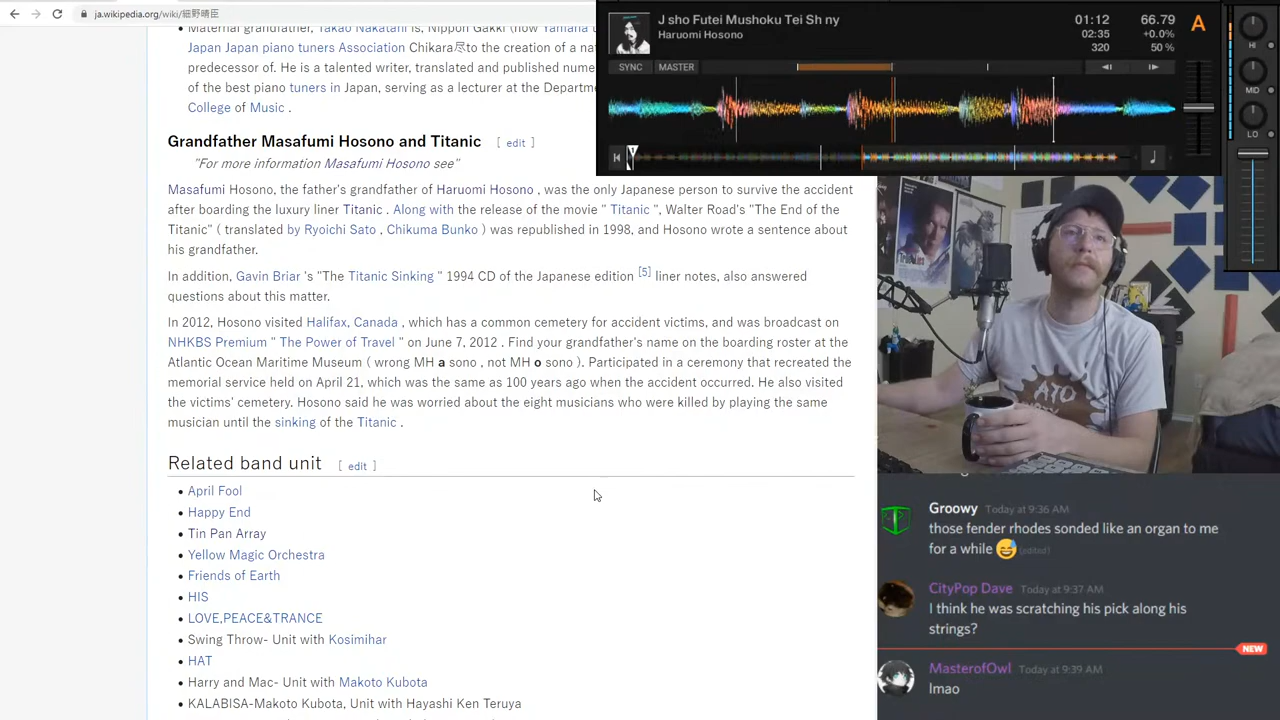 ja.wikipedia.org/wiki/細野晴臣
Maternal grandfather, Takao Nakatani is, Nippon Gakki (now Yamaha
Japan Japan piano tuners Association Chikara尽to the creation of a na
predecessor of. He is a talented writer, translated and published nume
of the best piano tuners in Japan, serving as a lecturer at the Departme
College of Music .
Grandfather Masafumi Hosono and Titanic [ edit ]
"For more information Masafumi Hosono see"
Masafumi Hosono, the father's grandfather of Haruomi Hosono , was the only Japanese person to survive the accident
after boarding the luxury liner Titanic . Along with the release of the movie " Titanic ", Walter Road's "The End of the
Titanic" ( translated by Ryoichi Sato , Chikuma Bunko ) was republished in 1998, and Hosono wrote a sentence about
his grandfather.
In addition, Gavin Briar 's "The Titanic Sinking " 1994 CD of the Japanese edition [5] liner notes, also answered
questions about this matter.
In 2012, Hosono visited Halifax, Canada , which has a common cemetery for accident victims, and was broadcast on
NHKBS Premium " The Power of Travel " on June 7, 2012 . Find your grandfather's name on the boarding roster at the
Atlantic Ocean Maritime Museum ( wrong MH a sono , not MH o sono ). Participated in a ceremony that recreated the
memorial service held on April 21, which was the same as 100 years ago when the accident occurred. He also visited
the victims' cemetery. Hosono said he was worried about the eight musicians who were killed by playing the same
musician until the sinking of the Titanic .
Related band unit [ edit ]
April Fool
Happy End
Tin Pan Array
Yellow Magic Orchestra
Friends of Earth
HIS
LOVE,PEACE&TRANCE
Swing Throw- Unit with Kosimihar
HAT
Harry and Mac- Unit with Makoto Kubota
KALABISA-Makoto Kubota, Unit with Hayashi Ken Teruya
J sho Futei Mushoku Tei Sh ny
Haruomi Hosono
01:12 66.79
02:35 +0.0%
320 50 %
A
SYNC MASTER
HI
MID
LO
ATO
Groowy Today at 9:36 AM
those fender rhodes sonded like an organ to me
for a while 😅 (edited)
CityPop Dave Today at 9:37 AM
I think he was scratching his pick along his
strings?
NEW
MasterofOwl Today at 9:39 AM
lmao